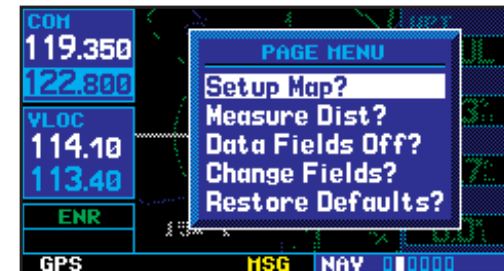 COM
119.350
122.800
VLOC
114.10
113.40
ENR
GPS
WPT
PAGE MENU
Setup Map?
Measure Dist?
Data Fields Off?
Change Fields?
Restore Defaults?
MSG
NAV